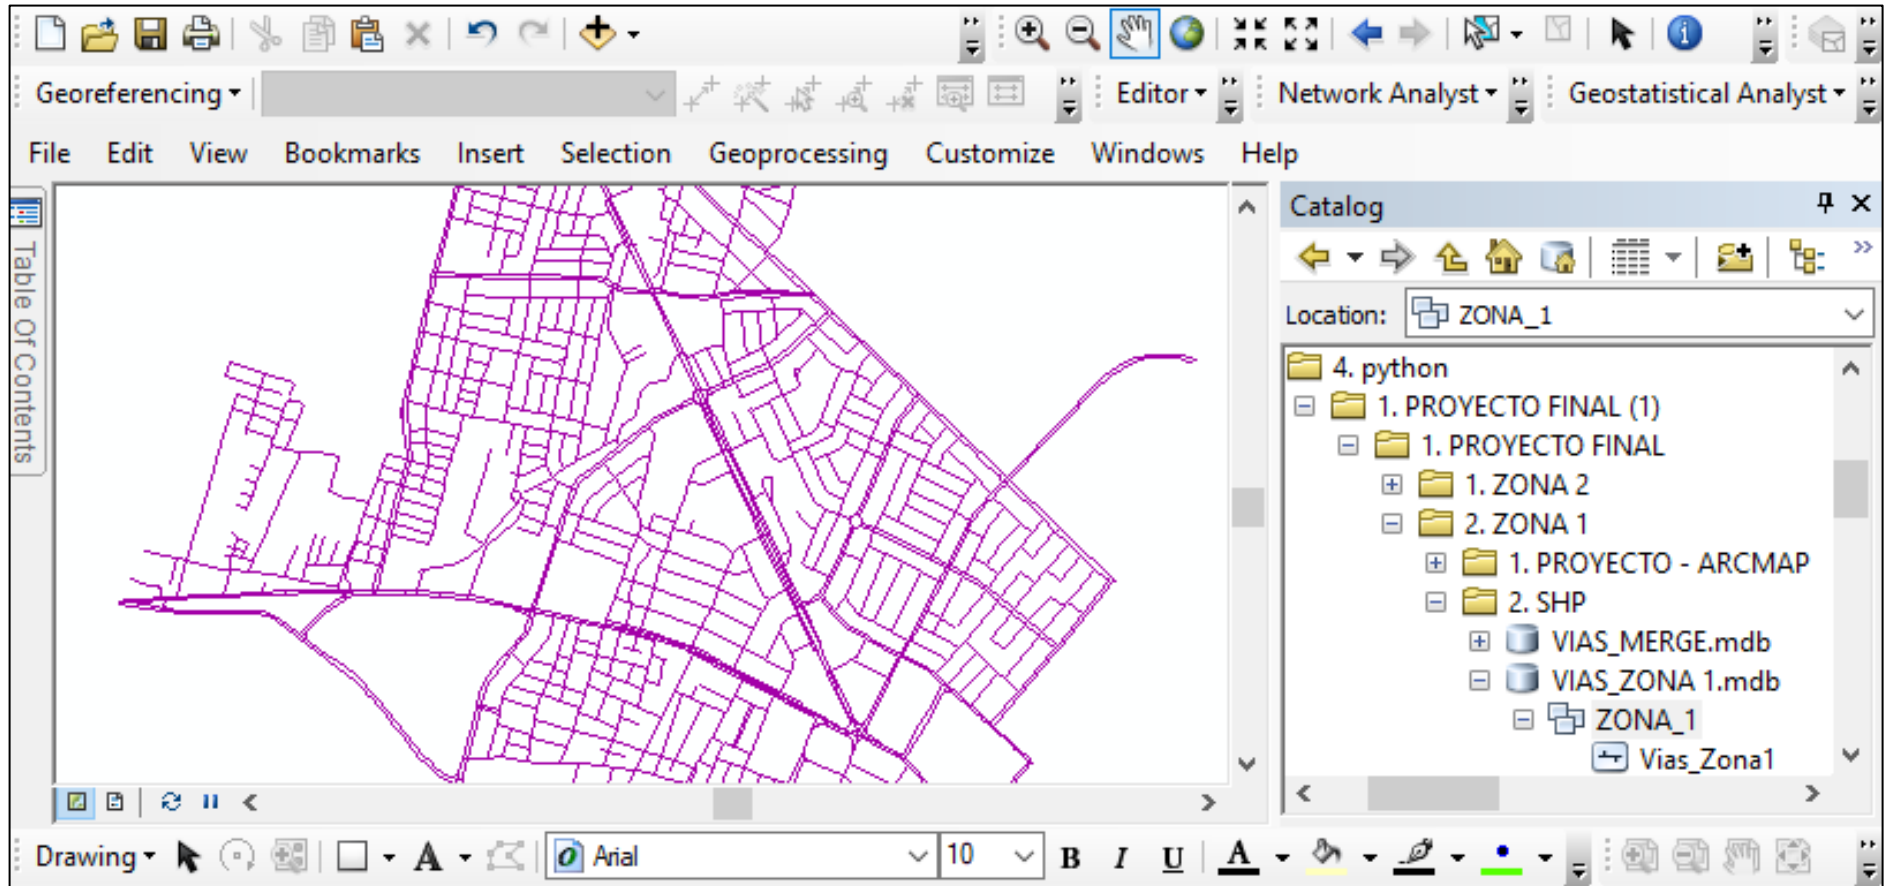 Georeferencing
Editor
Network Analyst
Geostatistical Analyst
File Edit View Bookmarks Insert Selection Geoprocessing Customize Windows Help
Table Of Contents
Catalog
Location: ZONA_1
4. python
1. PROYECTO FINAL (1)
1. PROYECTO FINAL
1. ZONA 2
2. ZONA 1
1. PROYECTO - ARCMAP
2. SHP
VIAS_MERGE.mdb
VIAS_ZONA 1.mdb
ZONA_1
Vias_Zona1
Drawing A Arial 10 B I U A